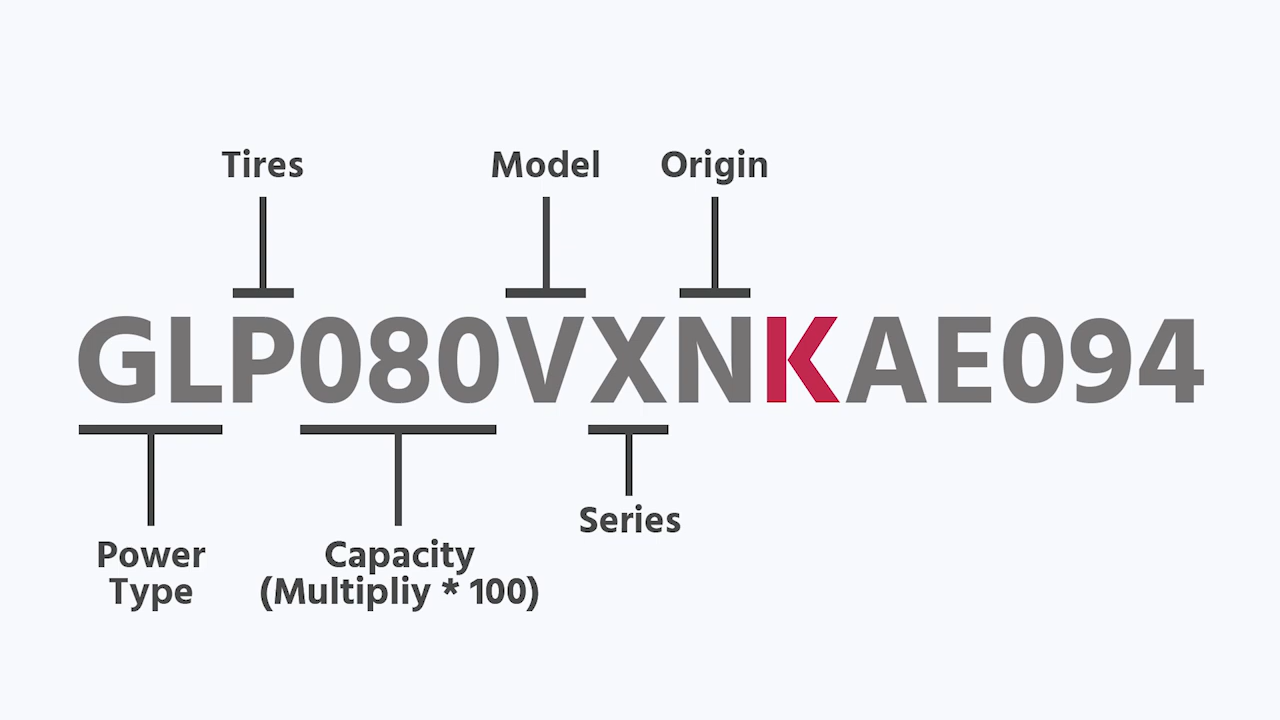 Tires Model Origin
GLP080VXNKAE094
Series
Power
Type
Capacity
(Multipliy * 100)